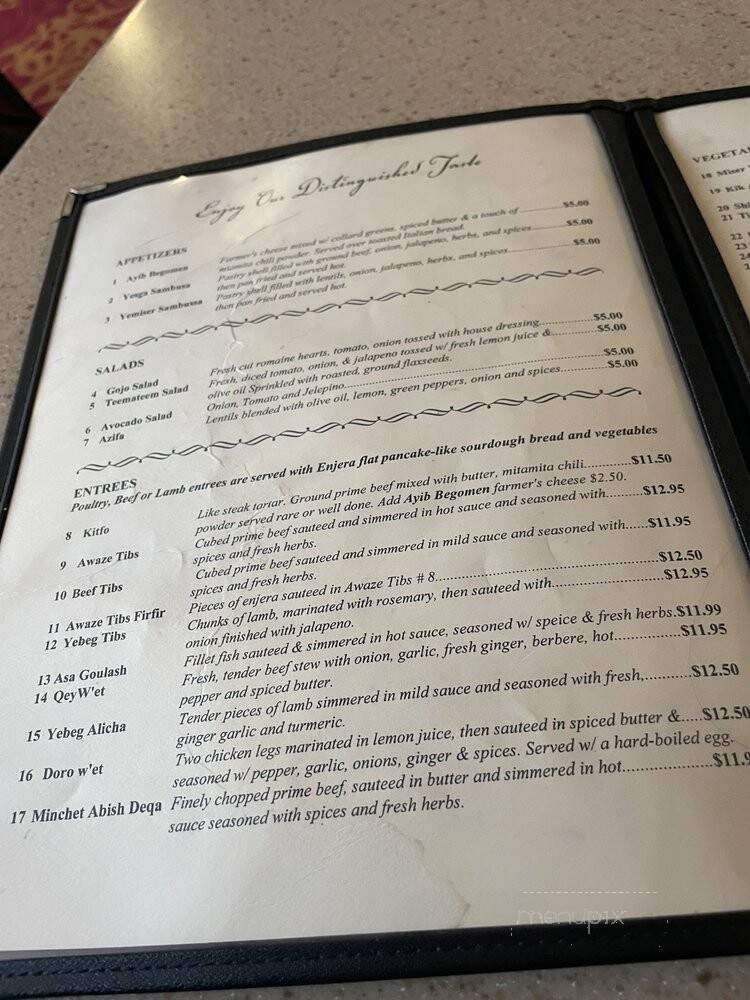 Enjoy Our Distinguished Taste
APPETIZERS
1 Ayib Begomen Farmer's cheese mixed w/ collard greens, spiced butter & a touch of..........$5.00
mitamita chili powder. Served over toasted Italian bread.
2 Yesga Sambusa Pastry shell filled with ground beef, onion, jalapeno, herbs, and spices..........$5.00
then pan fried and served hot.
3 Yemiser Sambussa Pastry shell filled with lentils, onion, jalapeno, herbs, and spices..........$5.00
then pan fried and served hot.
SALADS
4 Gojo Salad Fresh cut romaine hearts, tomato, onion tossed with house dressing..........$5.00
5 Teemateem Salad Fresh, diced tomato, onion, & jalapeno tossed w/ fresh lemon juice &..........$5.00
olive oil Sprinkled with roasted, ground flaxseeds.
6 Avocado Salad Onion, Tomato and Jelepino..........$5.00
7 Azifa Lentils blended with olive oil, lemon, green peppers, onion and spices..........$5.00
ENTREES
Poultry, Beef or Lamb entrees are served with Enjera flat pancake-like sourdough bread and vegetables
8 Kitfo Like steak tartar. Ground prime beef mixed with butter, mitamita chili..........$11.50
powder served rare or well done. Add Ayib Begomen farmer's cheese $2.50.
9 Awaze Tibs Cubed prime beef sauteed and simmered in hot sauce and seasoned with..........$12.95
spices and fresh herbs.
10 Beef Tibs Cubed prime beef sauteed and simmered in mild sauce and seasoned with......$11.95
spices and fresh herbs.
11 Awaze Tibs Firfir Pieces of enjera sauteed in Awaze Tibs # 8..........$12.50
12 Yebeg Tibs Chunks of lamb, marinated with rosemary, then sauteed with..........$12.95
onion finished with jalapeno.
13 Asa Goulash Fillet fish sauteed & simmered in hot sauce, seasoned w/ speice & fresh herbs.$11.99
14 QeyW'et Fresh, tender beef stew with onion, garlic, fresh ginger, berbere, hot..........$11.95
pepper and spiced butter.
15 Yebeg Alicha Tender pieces of lamb simmered in mild sauce and seasoned with fresh,..........$12.50
ginger garlic and turmeric.
16 Doro w'et Two chicken legs marinated in lemon juice, then sauteed in spiced butter &.....$12.50
seasoned w/ pepper, garlic, onions, ginger & spices. Served w/ a hard-boiled egg.
17 Minchet Abish Deqa Finely chopped prime beef, sauteed in butter and simmered in hot..........$11.9
sauce seasoned with spices and fresh herbs.
VEGETA
18 Miser
19 Kik
20 Shi
21 T
22
23
menupix